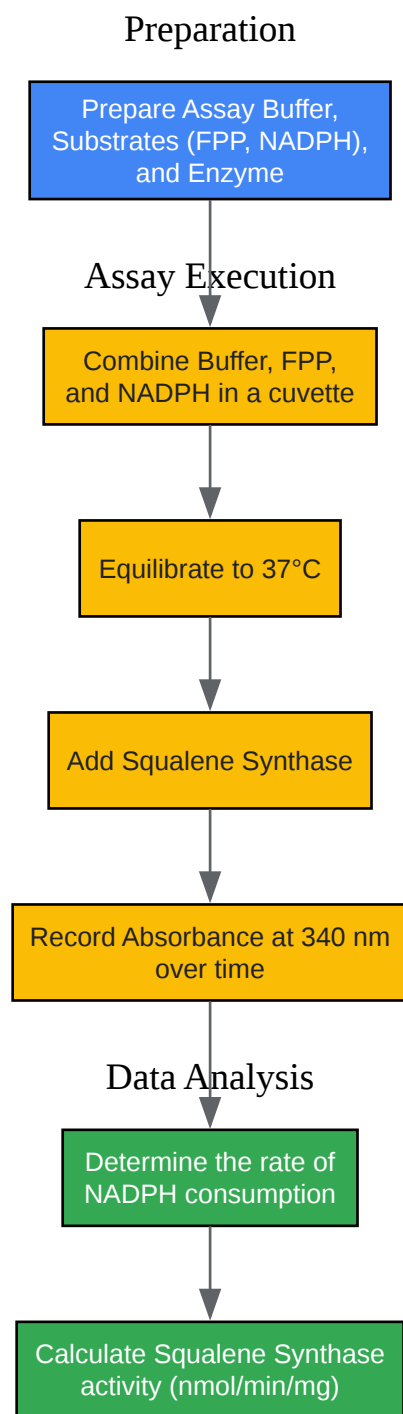 Preparation
Prepare Assay Buffer,
Substrates (FPP, NADPH),
and Enzyme
Assay Execution
Combine Buffer, FPP,
and NADPH in a cuvette
Equilibrate to 37°C
Add Squalene Synthase
Record Absorbance at 340 nm
over time
Data Analysis
Determine the rate of
NADPH consumption
Calculate Squalene Synthase
activity (nmol/min/mg)